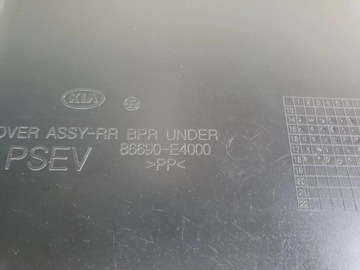 KIA
OVER ASSY-RR BPR UNDER
PSEV 86690-E4000
>PP<